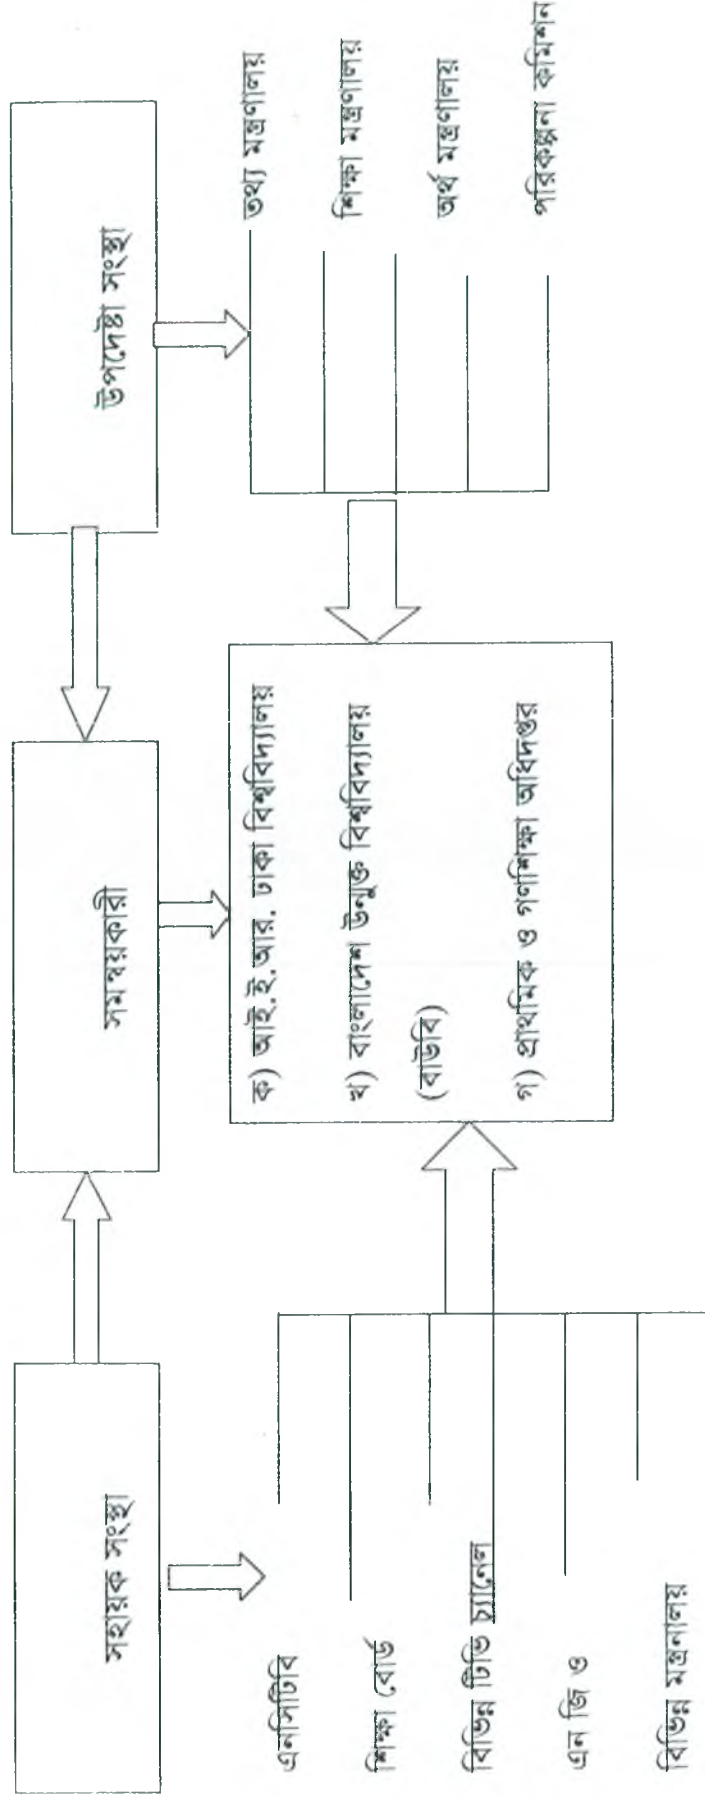 সহায়ক সংস্থা
সমন্বয়কারী
উপদেষ্টা সংস্থা
এনসিটিবি
শিক্ষা বোর্ড
বিভিন্ন টিভি চ্যানেল
এন জি ও
বিভিন্ন মন্ত্রনালয়
ক) আই.ই.আর. ঢাকা বিশ্ববিদ্যালয়
খ) বাংলাদেশ উন্মুক্ত বিশ্ববিদ্যালয়
(বাউবি)
গ) প্রাথমিক ও গণশিক্ষা অধিদপ্তর
তথ্য মন্ত্রণালয়
শিক্ষা মন্ত্রণালয়
অর্থ মন্ত্রণালয়
পরিকল্পনা কমিশন